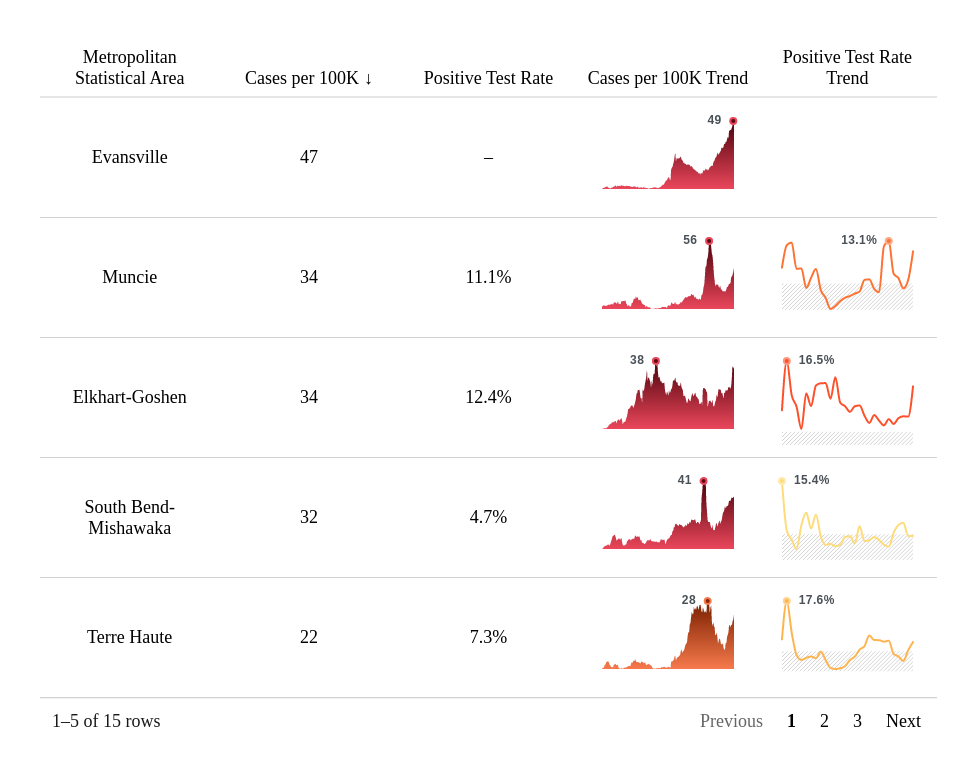 Metropolitan
Statistical Area
Cases per 100K ↓
Positive Test Rate
Cases per 100K Trend
Positive Test Rate
Trend
Evansville
47
–
49
Muncie
34
11.1%
56
13.1%
Elkhart-Goshen
34
12.4%
38
16.5%
South Bend-
Mishawaka
32
4.7%
41
15.4%
Terre Haute
22
7.3%
28
17.6%
1–5 of 15 rows
Previous 1 2 3 Next